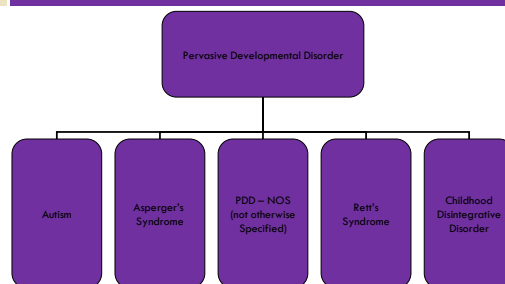 Pervasive Developmental Disorder
Autism
Asperger's
Syndrome
PDD – NOS
(not otherwise
Specified)
Rett's
Syndrome
Childhood
Disintegrative
Disorder